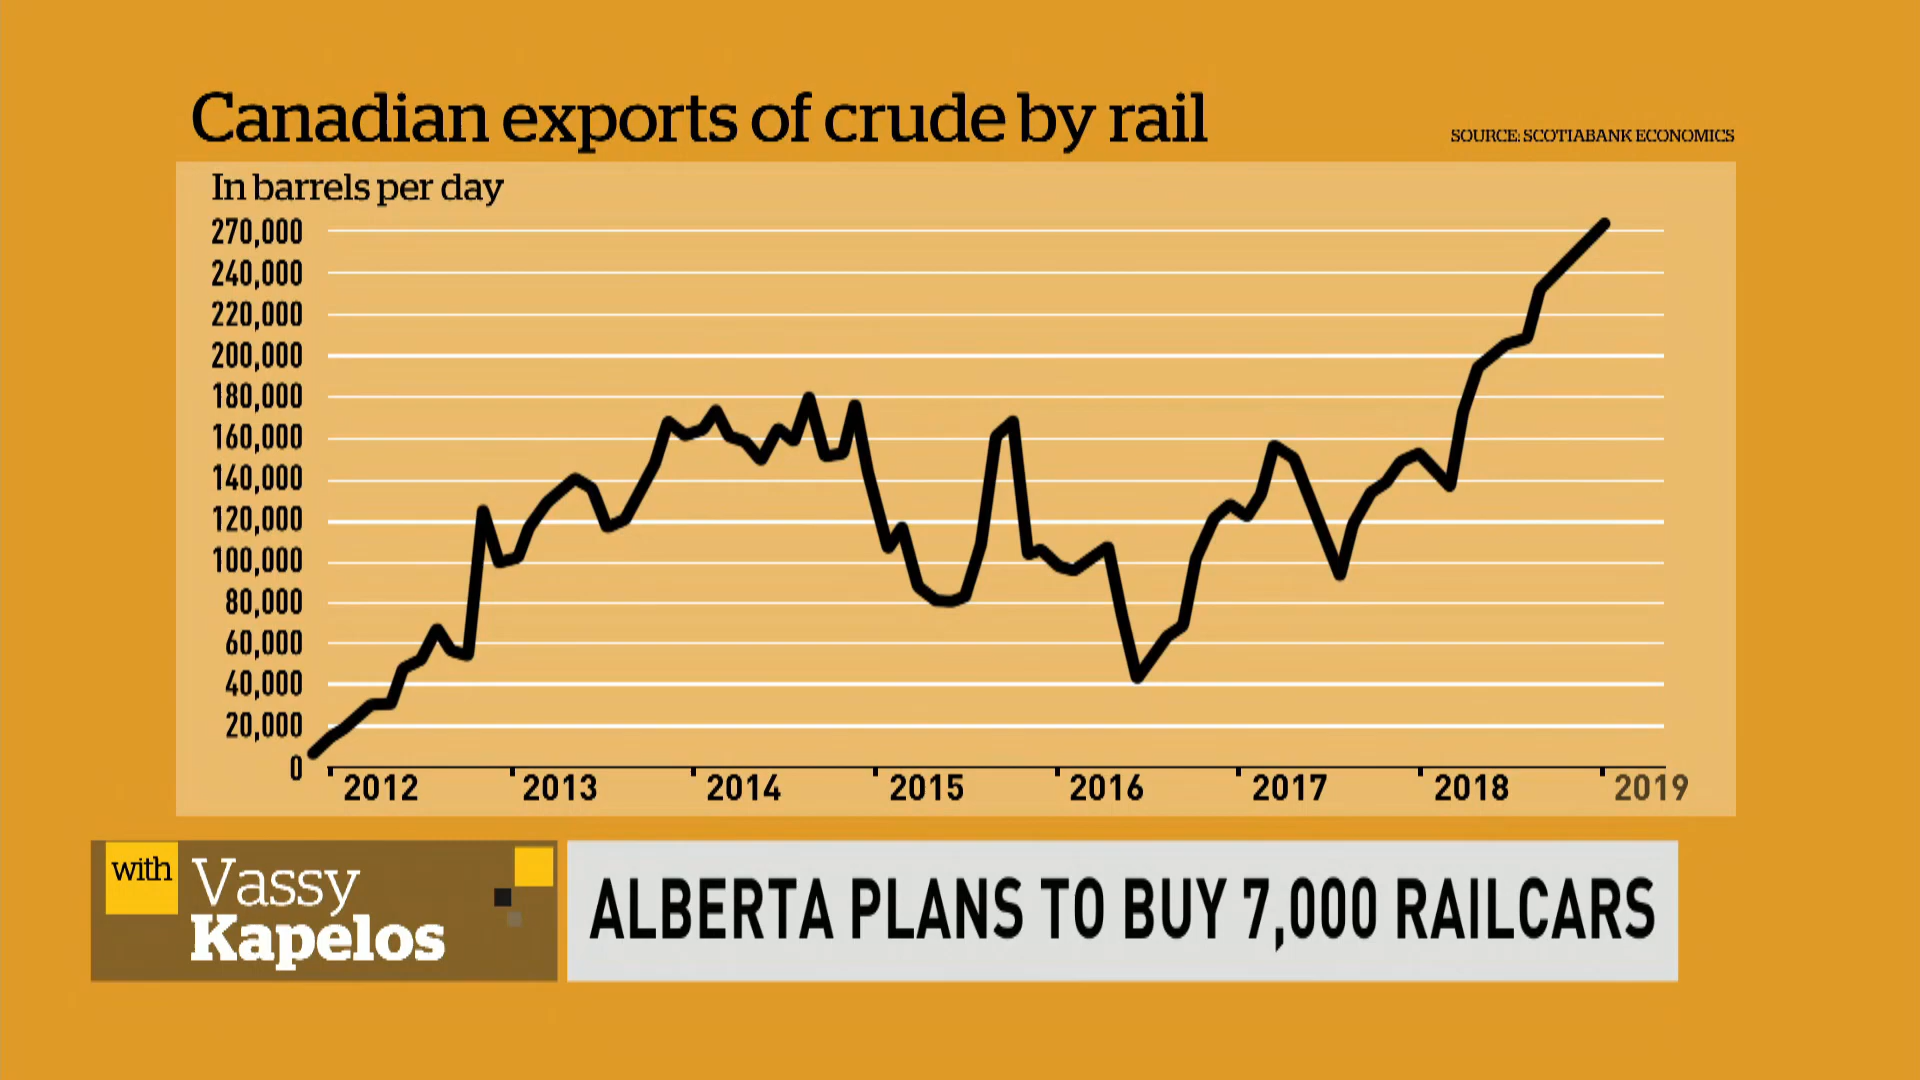 Canadian exports of crude by rail
SOURCE: SCOTIABANK ECONOMICS
In barrels per day
270,000
240,000
220,000
200,000
180,000
160,000
140,000
120,000
100,000
80,000
60,000
40,000
20,000
0
2012 2013 2014 2015 2016 2017 2018 2019
with Vassy
Kapelos
ALBERTA PLANS TO BUY 7,000 RAILCARS